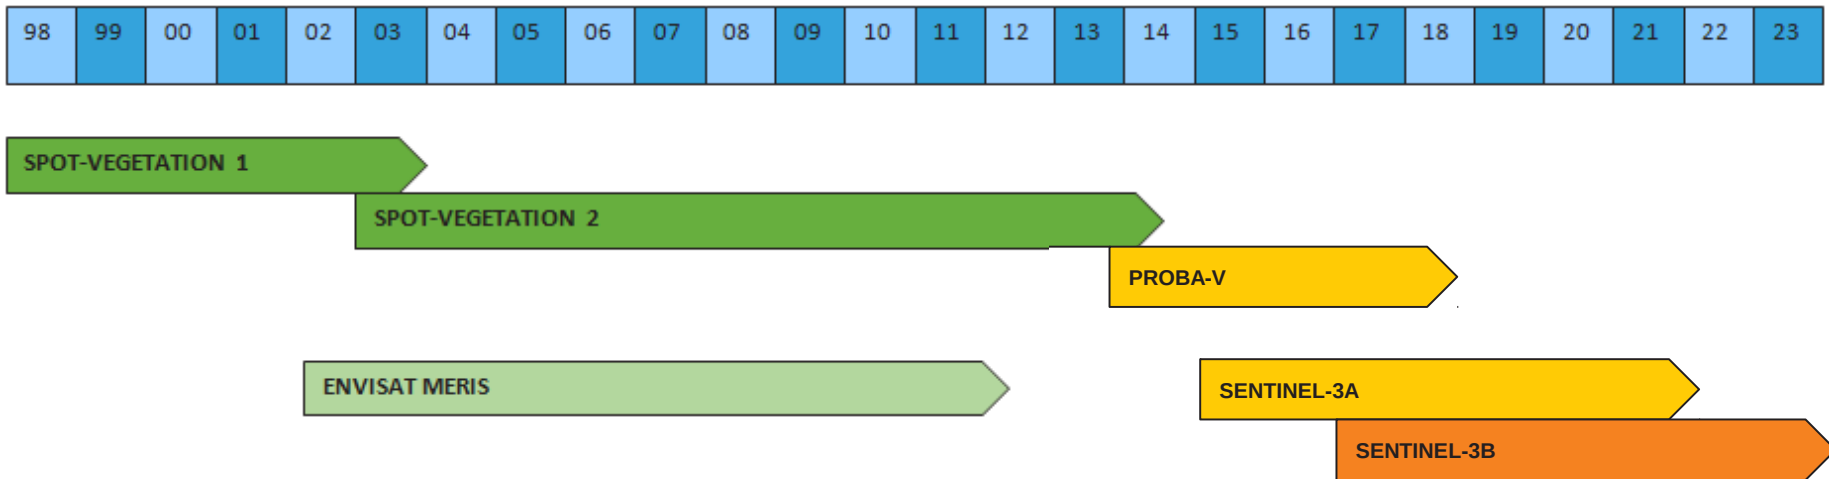 98 99 00 01 02 03 04 05 06 07 08 09 10 11 12 13 14 15 16 17 18 19 20 21 22 23
SPOT-VEGETATION 1
SPOT-VEGETATION 2
PROBA-V
ENVISAT MERIS
SENTINEL-3A
SENTINEL-3B